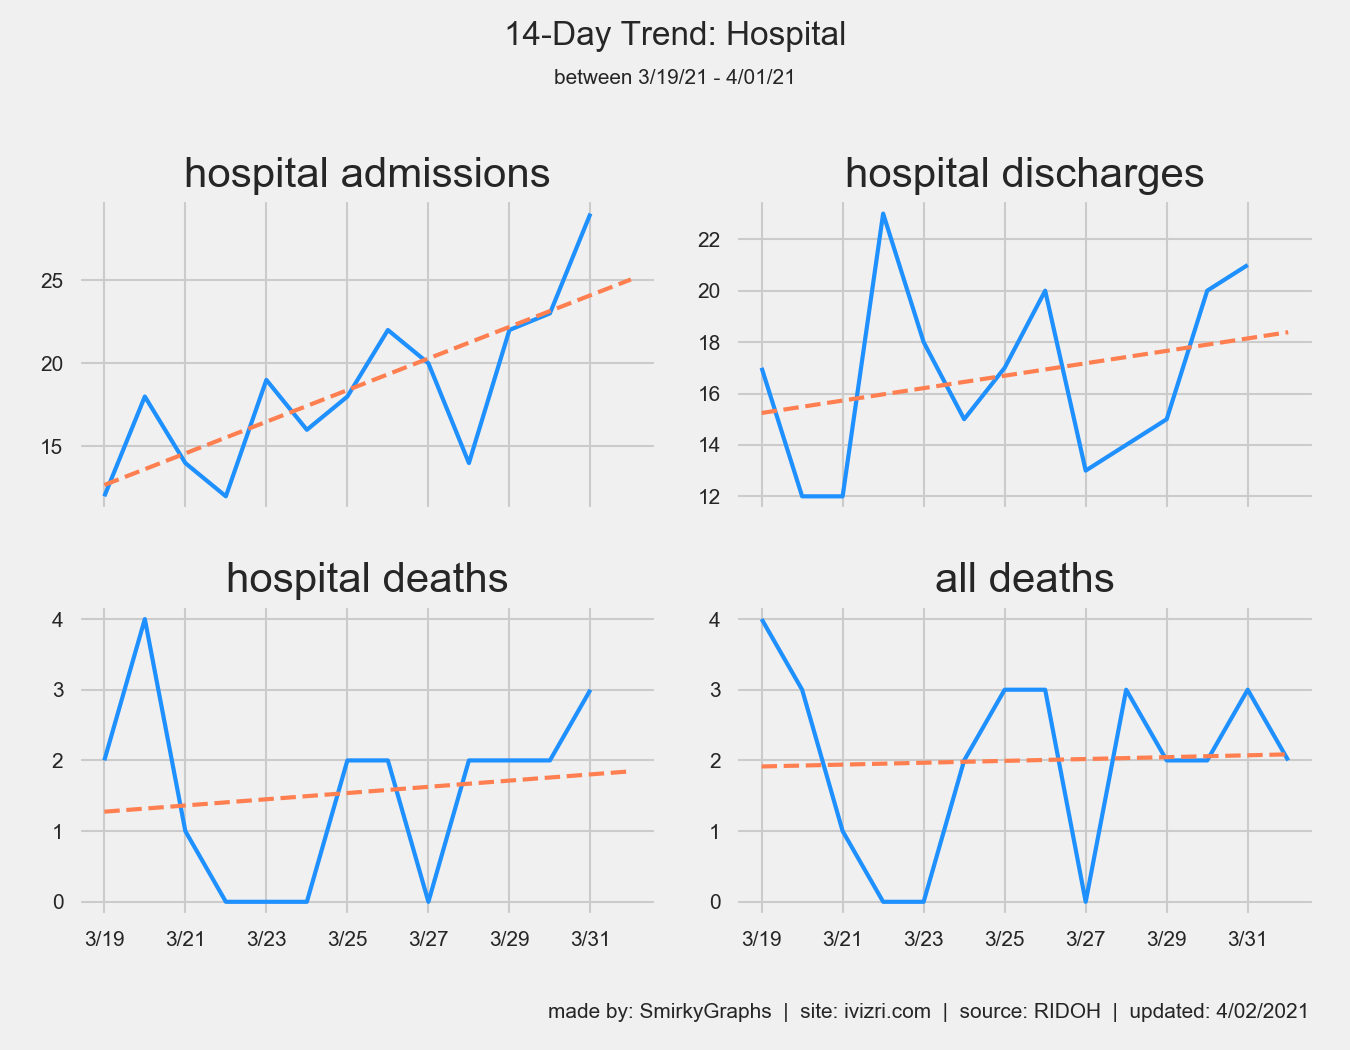 14-Day Trend: Hospital
between 3/19/21 - 4/01/21
hospital admissions
25
20
15
hospital discharges
22
20
18
16
14
12
hospital deaths
4
3
2
1
0
3/19 3/21 3/23 3/25 3/27 3/29 3/31
all deaths
4
3
2
1
0
3/19 3/21 3/23 3/25 3/27 3/29 3/31
made by: SmirkyGraphs | site: ivizri.com | source: RIDOH | updated: 4/02/2021